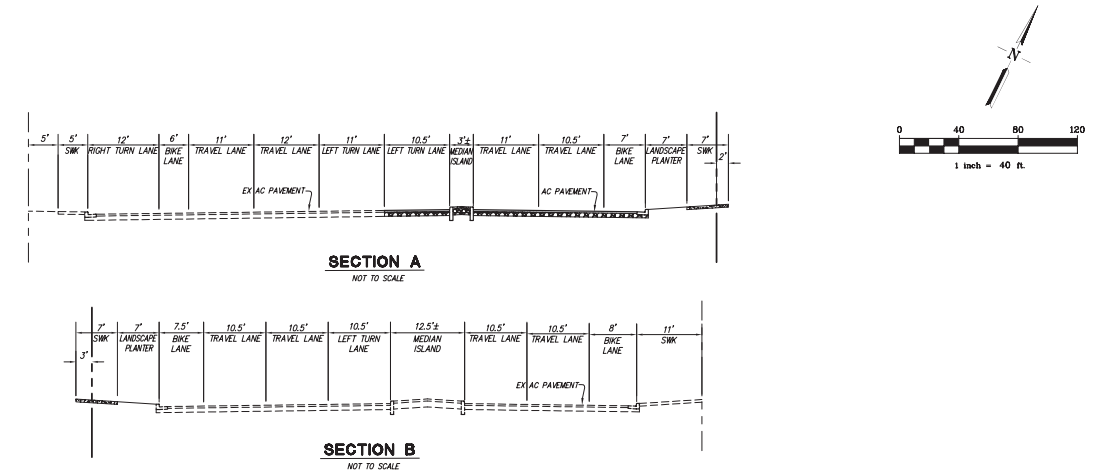 N
0 40 80 120
1 inch = 40 ft.
5' 5' 12' 6' 11' 12' 11' 10.5' 3'± 11' 10.5' 7' 7' 7'
SWK RIGHT TURN LANE BIKE TRAVEL LANE TRAVEL LANE LEFT TURN LANE LEFT TURN LANE MEDIAN TRAVEL LANE TRAVEL LANE BIKE LANDSCAPE SWK
LANE ISLAND LANE PLANTER 2'
EX AC PAVEMENT AC PAVEMENT
SECTION A
NOT TO SCALE
7' 7' 7.5' 10.5' 10.5' 10.5' 12.5'± 10.5' 10.5' 8' 11'
SWK LANDSCAPE BIKE TRAVEL LANE TRAVEL LANE LEFT TURN MEDIAN TRAVEL LANE TRAVEL LANE BIKE SWK
PLANTER LANE LANE ISLAND LANE
3'
EX AC PAVEMENT
SECTION B
NOT TO SCALE